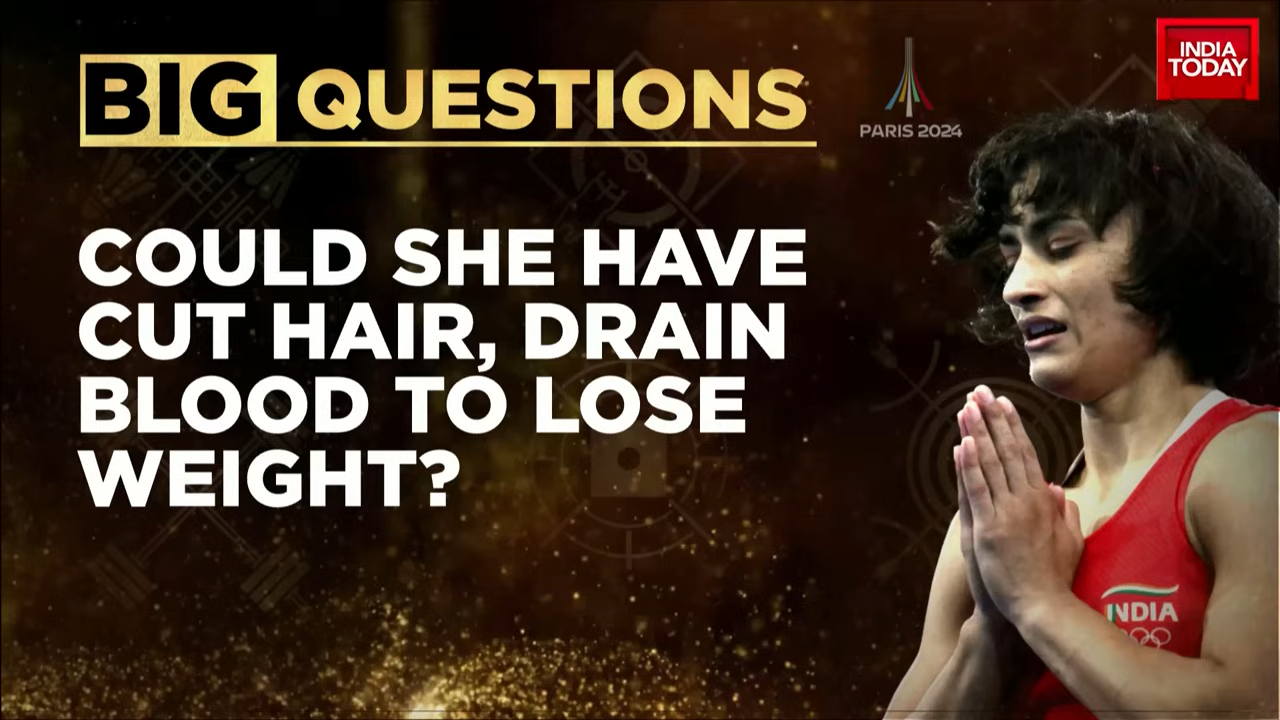 BIG QUESTIONS
INDIA
TODAY
PARIS 2024
COULD SHE HAVE
CUT HAIR, DRAIN
BLOOD TO LOSE
WEIGHT?
INDIA